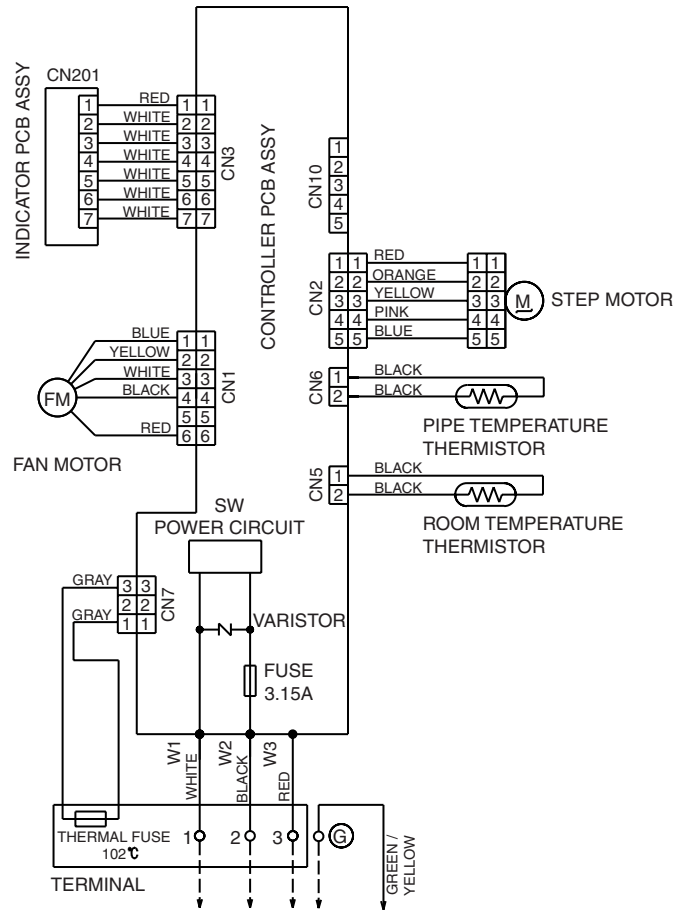 CN201
INDICATOR PCB ASSY
1 RED 1 1
2 WHITE 2 2
3 WHITE 3 3
4 WHITE 4 4
5 WHITE 5 5
6 WHITE 6 6
7 WHITE 7 7
CN3
CONTROLLER PCB ASSY
CN10
1
2
3
4
5
CN2
1 1 RED 1 1
2 2 ORANGE 2 2
3 3 YELLOW 3 3
4 4 PINK 4 4
5 5 BLUE 5 5
M
STEP MOTOR
BLUE 1 1
YELLOW 2 2
WHITE 3 3
BLACK 4 4
5 5
RED 6 6
CN1
FM
FAN MOTOR
CN6
1 BLACK
2 BLACK
PIPE TEMPERATURE
THERMISTOR
CN5
1 BLACK
2 BLACK
ROOM TEMPERATURE
THERMISTOR
SW
POWER CIRCUIT
GRAY 3 3
2 2
GRAY 1 1
CN7
N
VARISTOR
FUSE
3.15A
W1
WHITE
W2
BLACK
W3
RED
THERMAL FUSE
102℃
1
2
3
G
GREEN /
YELLOW
TERMINAL